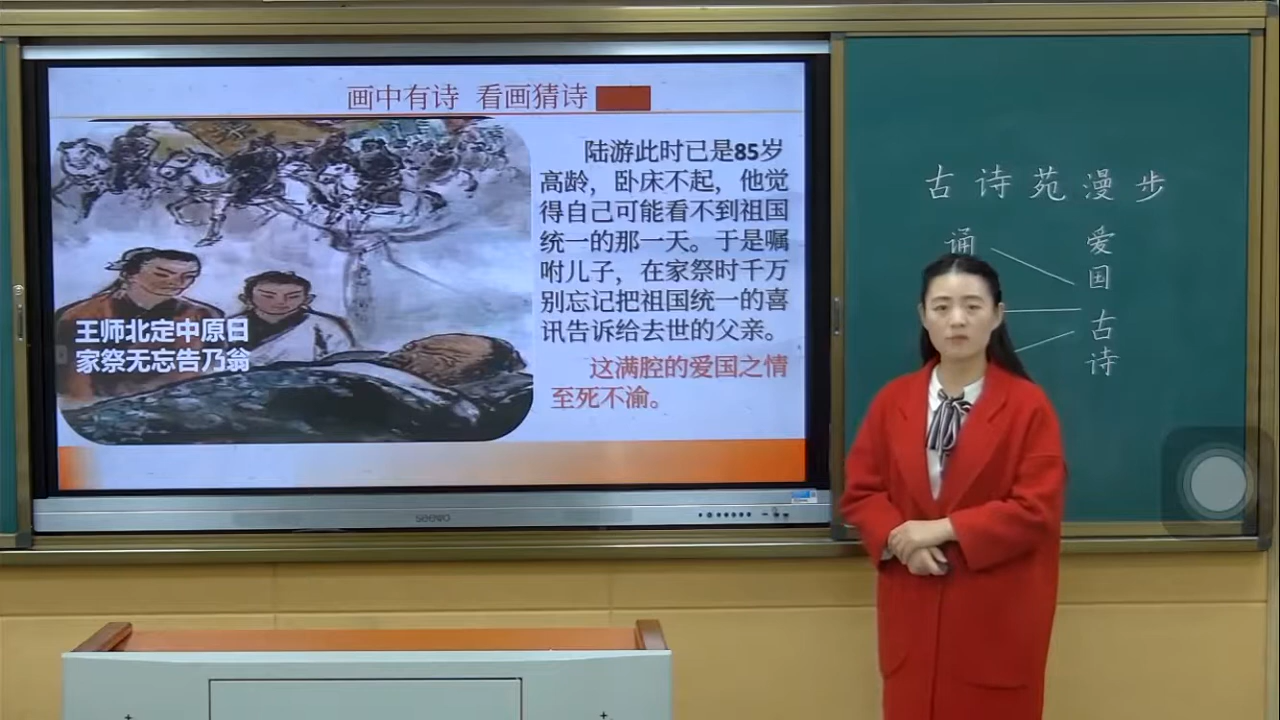 画中有诗 看画猜诗
陆游此时已是85岁
高龄，卧床不起，他觉
得自己可能看不到祖国
统一的那一天。于是嘱
咐儿子，在家祭时千万
别忘记把祖国统一的喜
讯告诉给去世的父亲。
这满腔的爱国之情
至死不渝。
王师北定中原日
家祭无忘告乃翁
seewo
古诗苑漫步
诵
爱
国
古
诗